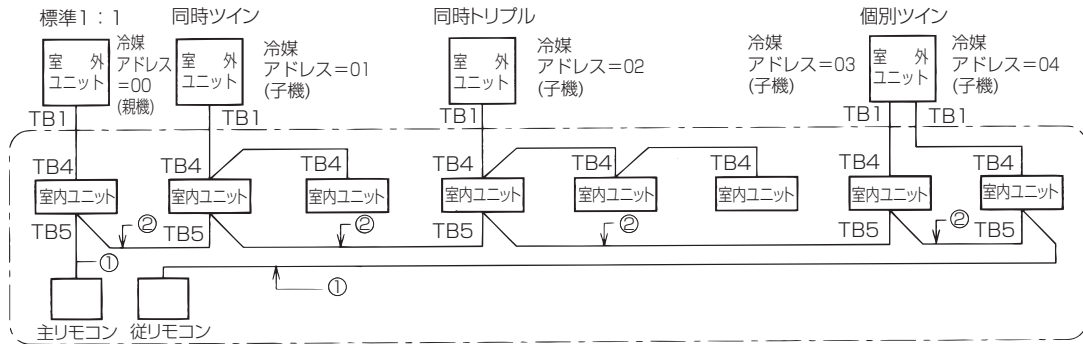 標準1：1
同時ツイン
同時トリプル
個別ツイン
室　外
ユニット
冷媒
アドレス
=00
(親機)
室　外
ユニット
冷媒
アドレス=01
(子機)
室　外
ユニット
冷媒
アドレス=02
(子機)
冷媒
アドレス=03
(子機)
室　外
ユニット
冷媒
アドレス=04
(子機)
TB1
TB1
TB1
TB1
TB1
TB4
TB4
TB4
TB4
TB4
TB4
TB4
TB4
室内ユニット
室内ユニット
室内ユニット
室内ユニット
室内ユニット
室内ユニット
室内ユニット
室内ユニット
TB5
②
TB5
②
TB5
②
TB5
②
TB5
①
①
主リモコン
従リモコン